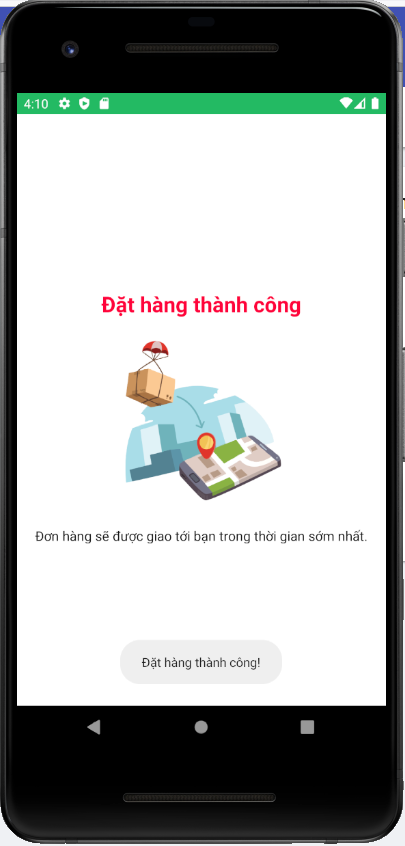 4:10
Đặt hàng thành công
Đơn hàng sẽ được giao tới bạn trong thời gian sớm nhất.
Đặt hàng thành công!